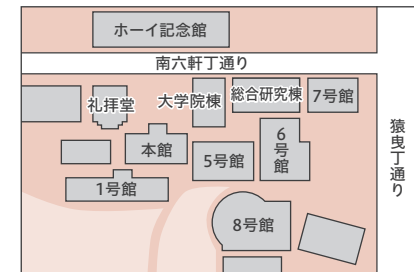 ホーイ記念館
南六軒丁通り
礼拝堂
大学院棟
総合研究棟
7号館
猿曳丁通り
本館
5号館
6号館
1号館
8号館